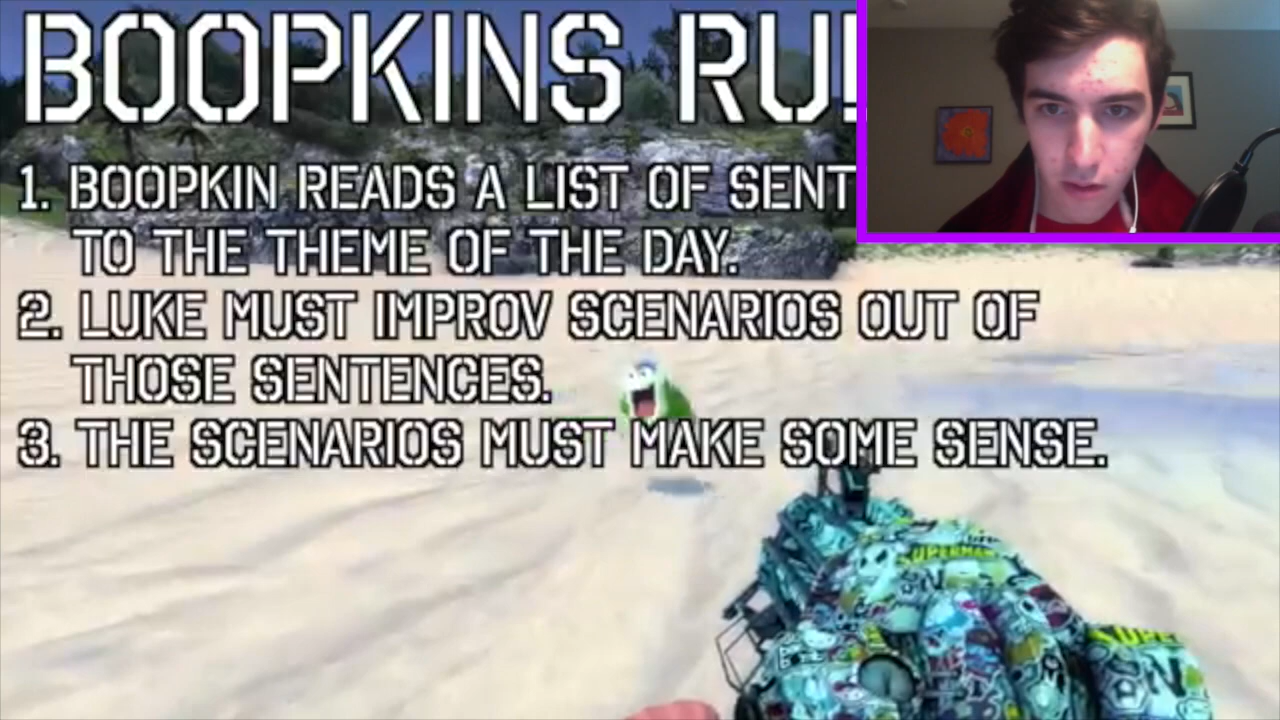 BOOPKINS RU
1. BOOPKIN READS A LIST OF SENT
TO THE THEME OF THE DAY.
2. LUKE MUST IMPROV SCENARIOS OUT OF
THOSE SENTENCES.
3. THE SCENARIOS MUST MAKE SOME SENSE.
SUPERMAN